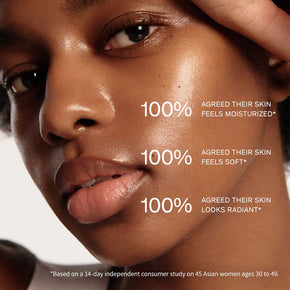 100% AGREED THEIR SKIN
FEELS MOISTURIZED*
100% AGREED THEIR SKIN
FEELS SOFT*
100% AGREED THEIR SKIN
LOOKS RADIANT*
*Based on a 14-day independent consumer study on 45 Asian women ages 30 to 49.